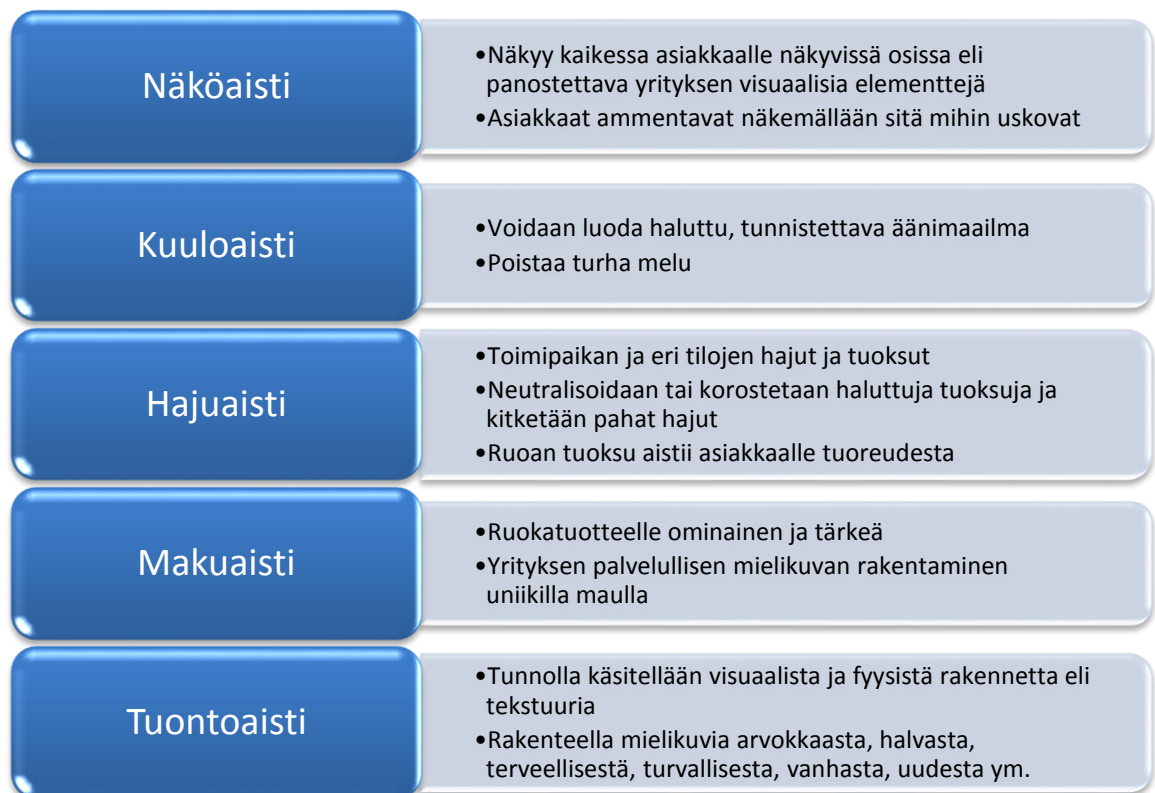 Näköaisti
•Näkyy kaikessa asiakkaalle näkyvissä osissa eli
panostettava yrityksen visuaalisia elementtejä
•Asiakkaat ammentavat näkemällään sitä mihin uskovat
Kuuloaisti
•Voidaan luoda haluttu, tunnistettava äänimaailma
•Poistaa turha melu
Hajuaisti
•Toimipaikan ja eri tilojen hajut ja tuoksut
•Neutralisoidaan tai korostetaan haluttuja tuoksuja ja
kitketään pahat hajut
•Ruoan tuoksu aistii asiakkaalle tuoreudesta
Makuaisti
•Ruokatuotteelle ominainen ja tärkeä
•Yrityksen palvelullisen mielikuvan rakentaminen
uniikilla maulla
Tuontoaisti
•Tunnolla käsitellään visuaalista ja fyysistä rakennetta eli
tekstuuria
•Rakenteella mielikuvia arvokkaasta, halvasta,
terveellisestä, turvallisesta, vanhasta, uudesta ym.